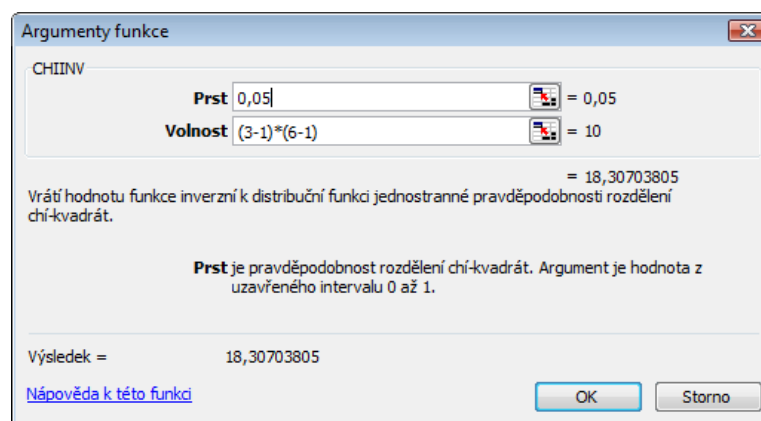 Argumenty funkce
CHIINV
Prst 0,05 = 0,05
Volnost (3-1)*(6-1) = 10
= 18,30703805
Vrátí hodnotu funkce inverzní k distribuční funkci jednostranné pravděpodobnosti rozdělení
chí-kvadrát.
Prst je pravděpodobnost rozdělení chí-kvadrát. Argument je hodnota z
uzavřeného intervalu 0 až 1.
Výsledek = 18,30703805
Nápověda k této funkci
OK Storno